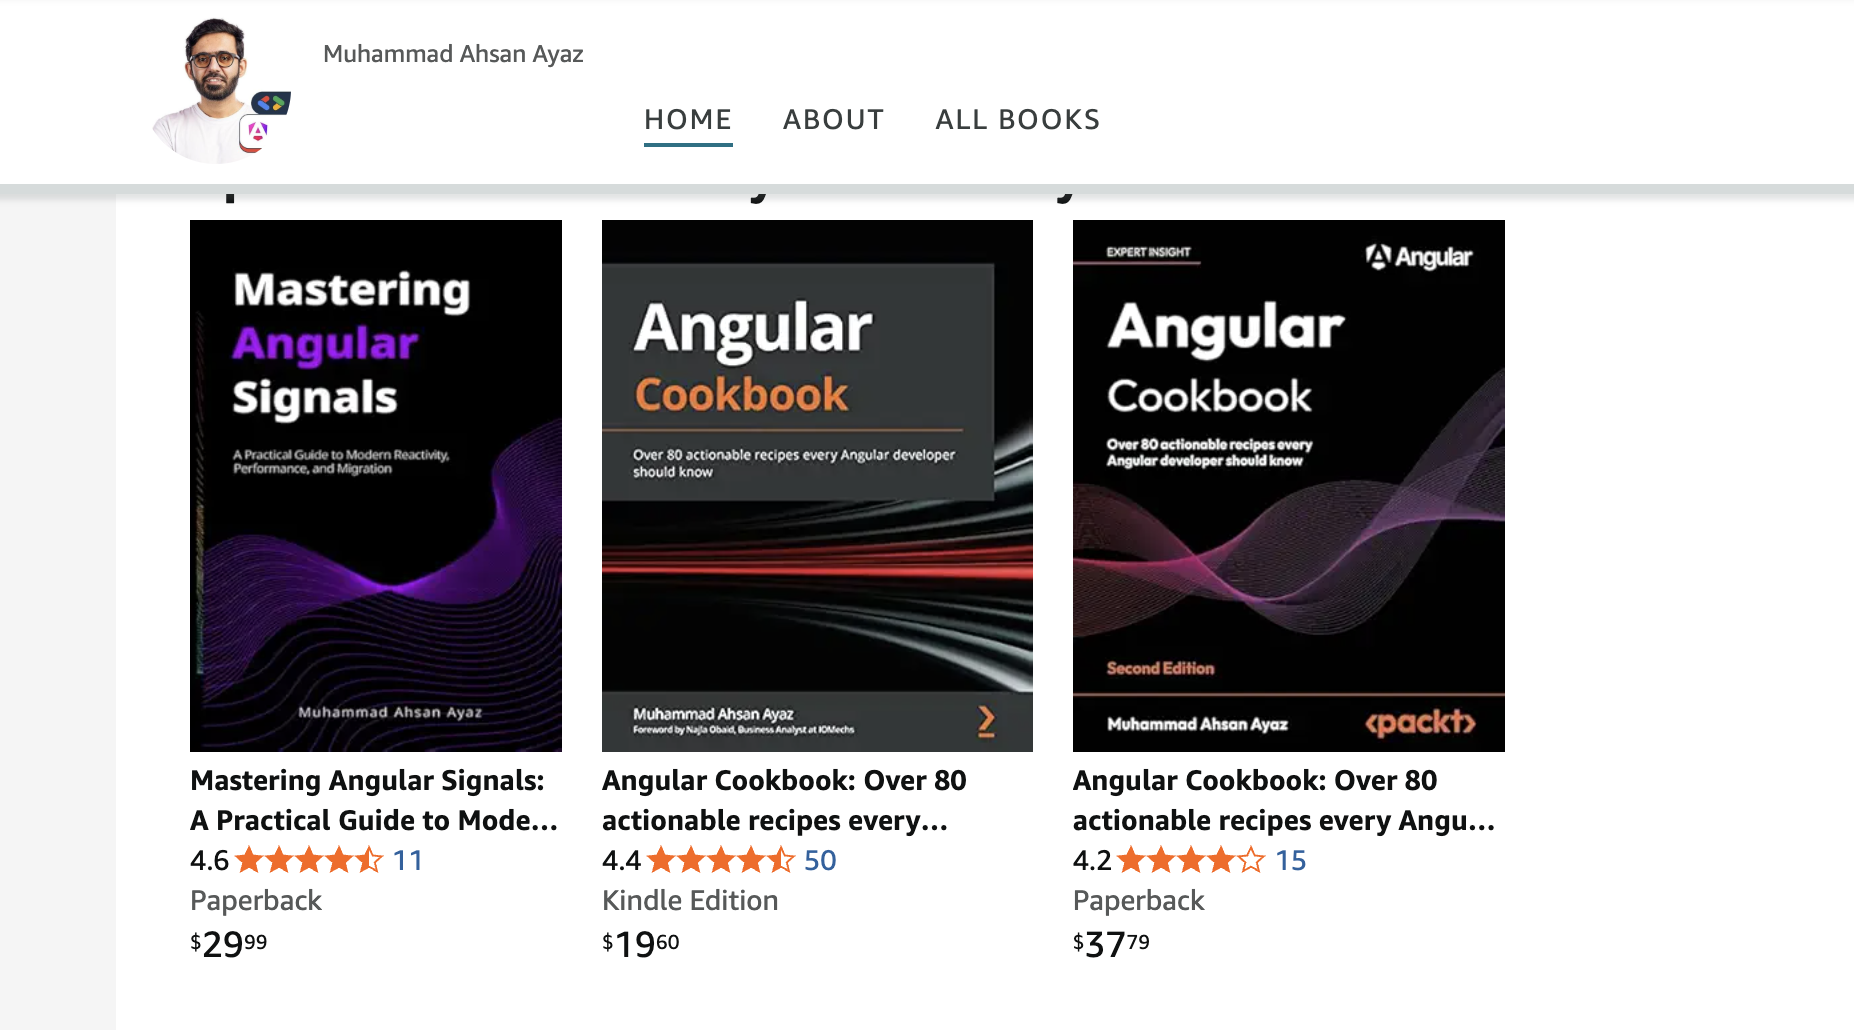 Muhammad Ahsan Ayaz
HOME ABOUT ALL BOOKS
Mastering
Angular
Signals
A Practical Guide to Modern Reactivity,
Performance, and Migration
Muhammad Ahsan Ayaz
Angular
Cookbook
Over 80 actionable recipes every Angular developer
should know
Muhammad Ahsan Ayaz
Foreword by Najla Obaid, Business Analyst at IOMechs
EXPERT INSIGHT
Angular
Angular
Cookbook
Over 80 actionable recipes every
Angular developer should know
Second Edition
Muhammad Ahsan Ayaz
<packt>
Mastering Angular Signals:
A Practical Guide to Mode...
4.6 11
Paperback
$29 99
Angular Cookbook: Over 80
actionable recipes every...
4.4 50
Kindle Edition
$19 60
Angular Cookbook: Over 80
actionable recipes every Angu...
4.2 15
Paperback
$37 79